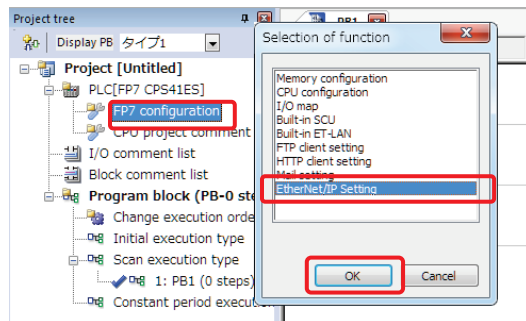 Project tree
Display PB タイプ1
Project [Untitled]
PLC[FP7 CPS41ES]
FP7 configuration
CPU project comment
I/O comment list
Block comment list
Program block (PB-0 ste
Change execution orde
Initial execution type
Scan execution type
1: PB1 (0 steps)
Constant period execution
PB1
Selection of function
Memory configuration
CPU configuration
I/O map
Built-in SCU
Built-in ET-LAN
FTP client setting
HTTP client setting
Mail setting
EtherNet/IP Setting
OK
Cancel